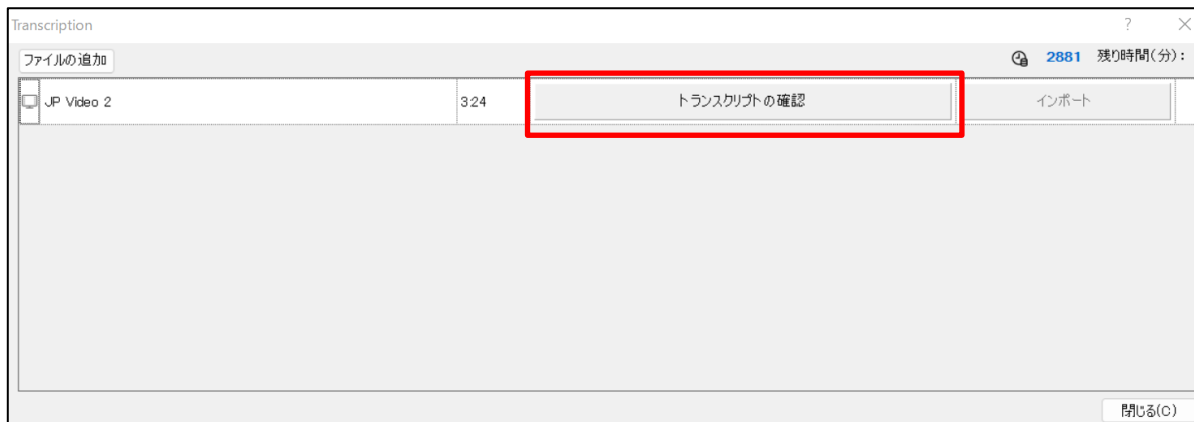 Transcription ? ×
ファイルの追加 2881 残り時間(分):
JP Video 2 3:24 トランスクリプトの確認 インポート
閉じる(C)